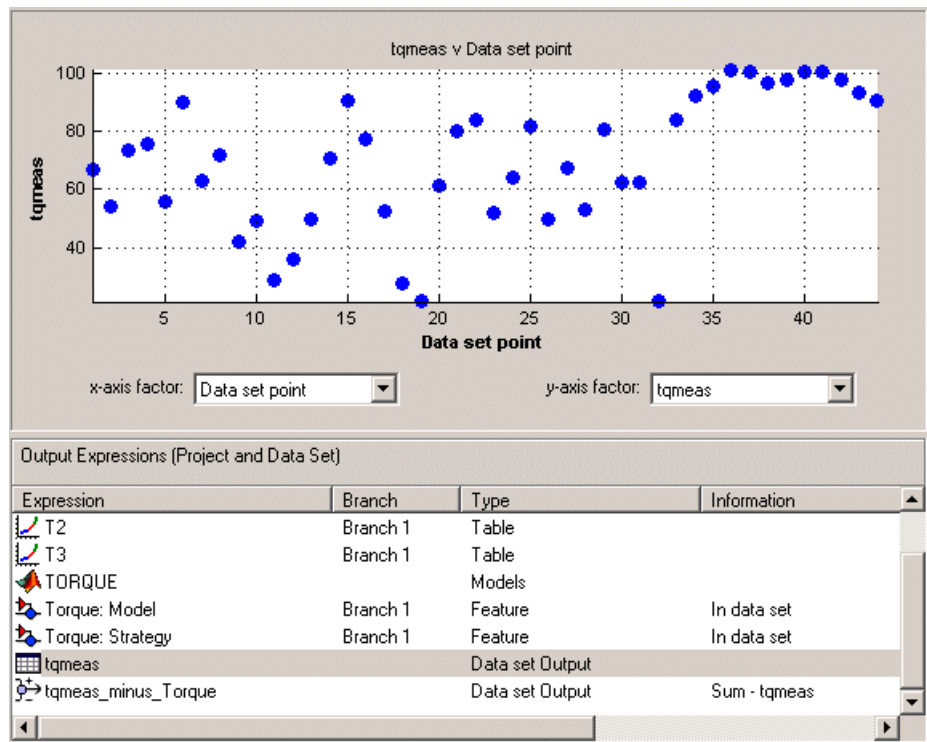 tqmeas v Data set point
100
80
60
40
tqmeas
5 10 15 20 25 30 35 40
Data set point
x-axis factor: Data set point y-axis factor: tqmeas
Output Expressions (Project and Data Set)
Expression Branch Type Information
T2 Branch 1 Table
T3 Branch 1 Table
TORQUE Models
Torque: Model Branch 1 Feature In data set
Torque: Strategy Branch 1 Feature In data set
tqmeas Data set Output
tqmeas_minus_Torque Data set Output Sum - tqmeas